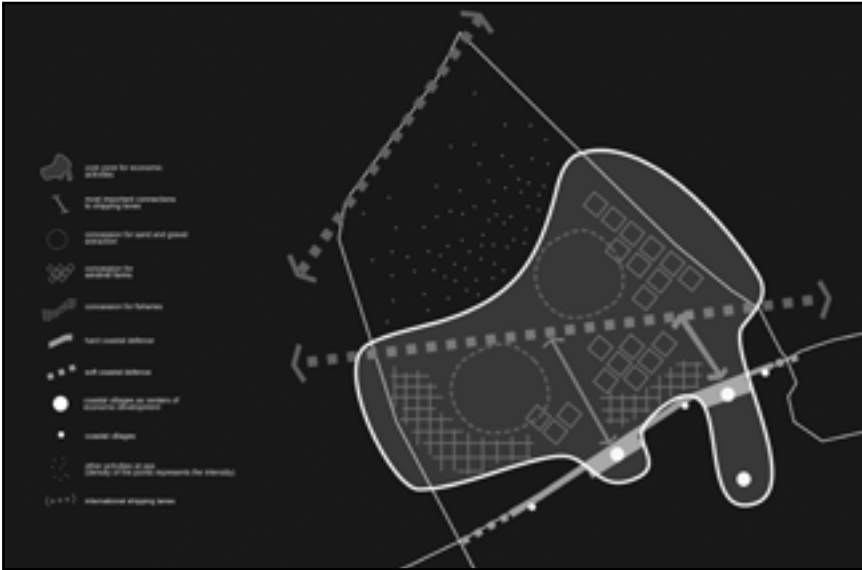 core zone for economic
activities
most important connections
to shipping lanes
concession for sand and gravel
extraction
concession for
windmill farms
concession for fisheries
hard coastal defence
soft coastal defence
coastal villages as centers of
economic development
coastal villages
other activities at sea
(density of the points represents the intensity)
international shipping lanes